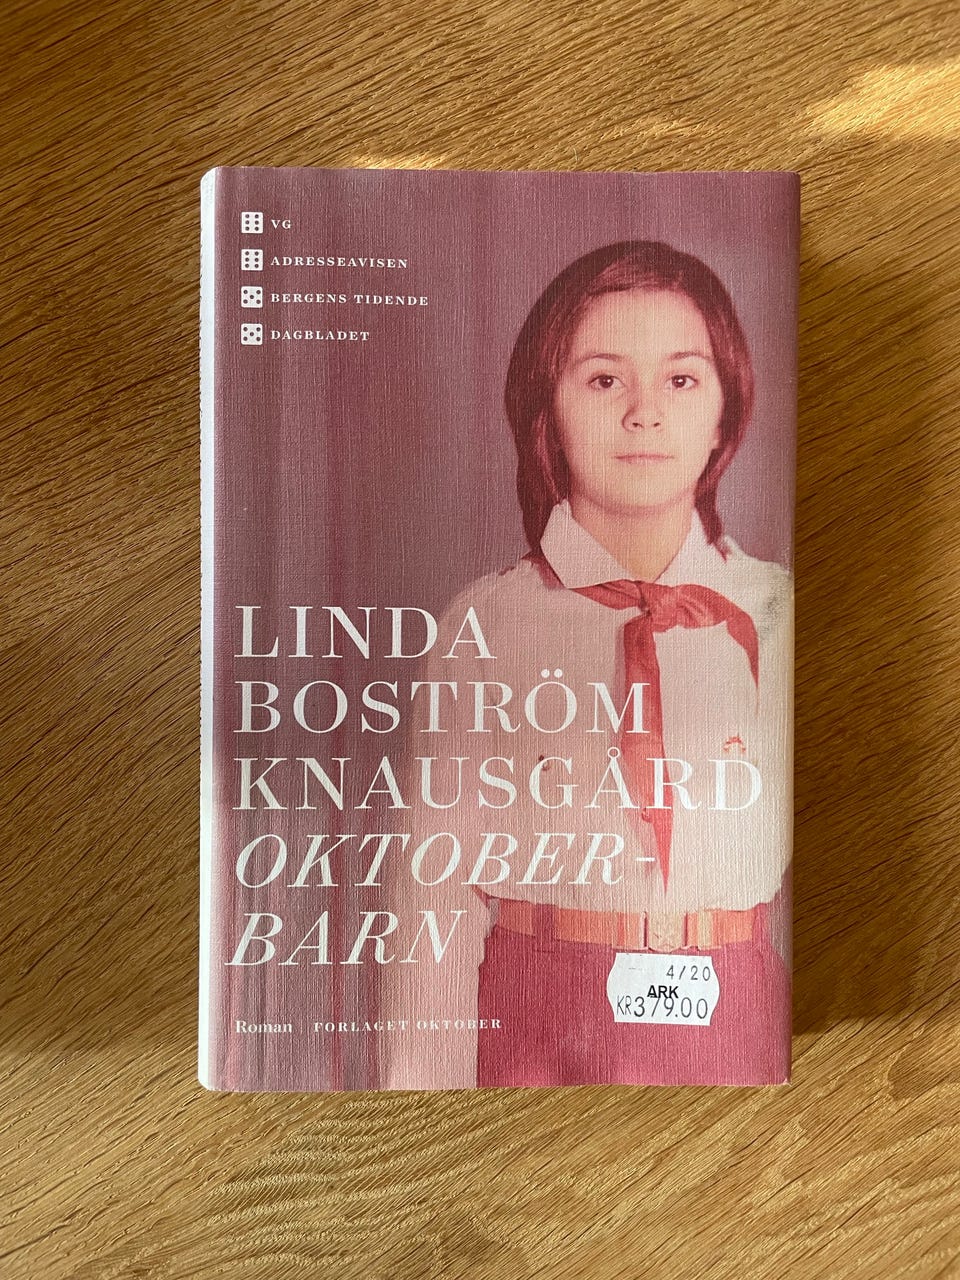 VG
ADRESSEAVISEN
BERGENS TIDENDE
DAGBLADET
LINDA
BOSTRÖM
KNAUSGÅRD
OKTOBER-
BARN
4/20
ARK
KR379.00
Roman | FORLAGET OKTOBER